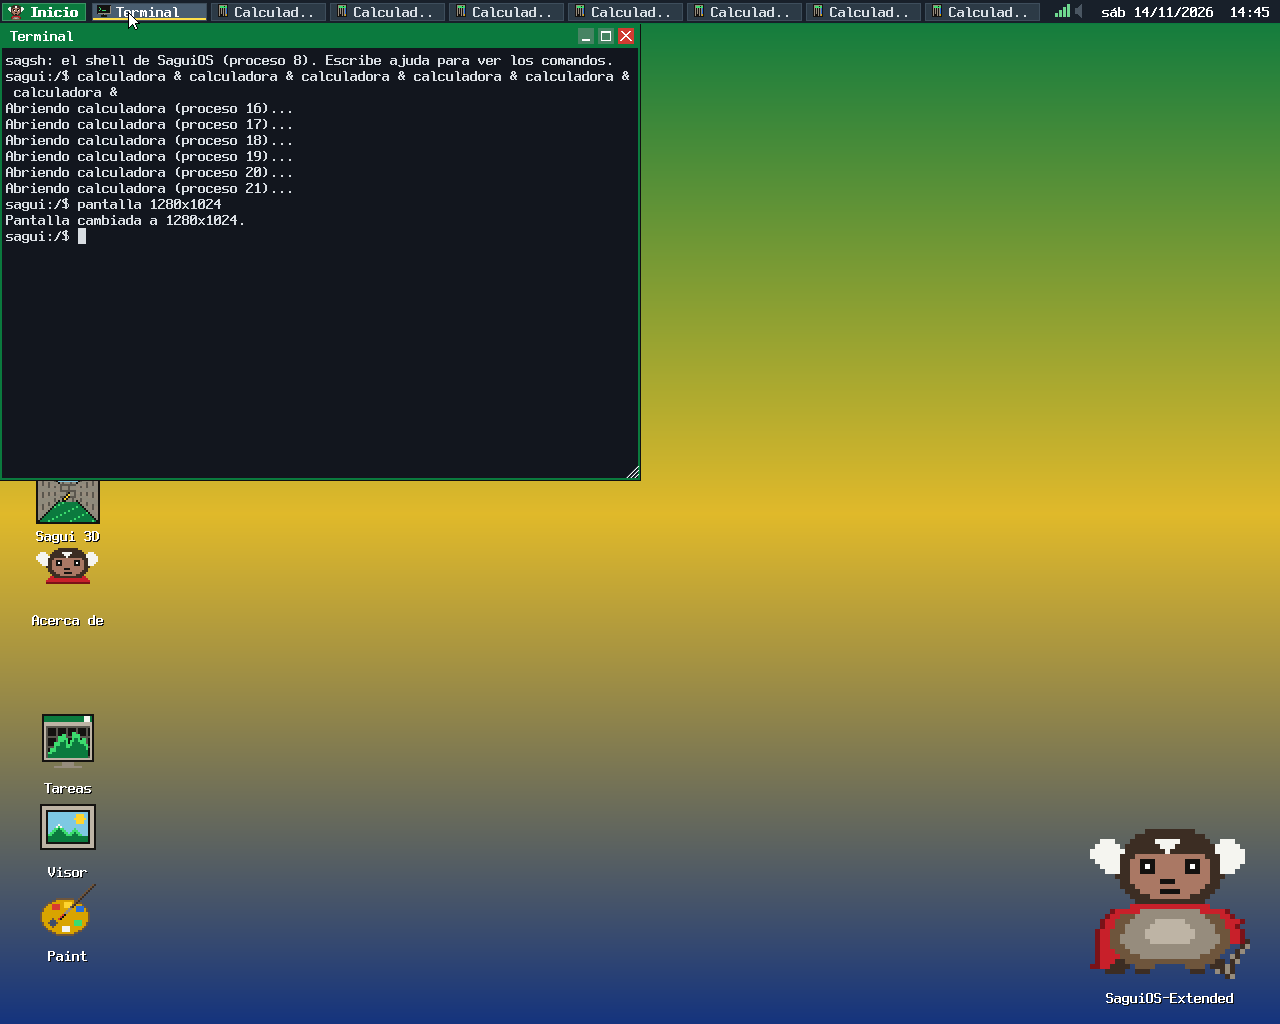 Inicio
Terminal
Calculad..
Calculad..
Calculad..
Calculad..
Calculad..
Calculad
Calculad..
sáb 14/11/2026 14:45
Terminal
sagsh: el shell de SaguiOS (proceso 8). Escribe ajuda para ver los comandos.
sagui:/$ calculadora & calculadora & calculadora & calculadora & calculadora &
calculadora &
Abriendo calculadora (proceso 16)...
Abriendo calculadora (proceso 17)...
Abriendo calculadora (proceso 18)...
Abriendo calculadora (proceso 19)...
Abriendo calculadora (proceso 20)...
Abriendo calculadora (proceso 21)...
sagui:/$ pantalla 1280x1024
Pantalla cambiada a 1280x1024.
sagui:/$
Sagui 3D
Acerca de
Tareas
Visor
Paint
SaguiOS-Extended